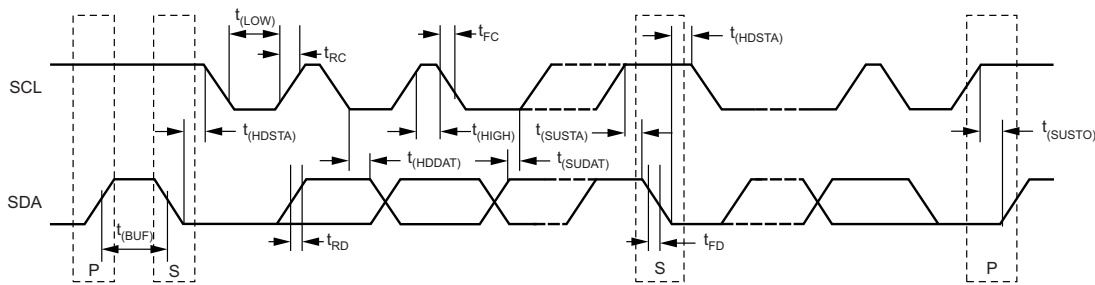 t(LOW)
tRC
tFC
t(HDSTA)
SCL
t(HDSTA)
t(HIGH)
t(SUSTA)
t(SUSTO)
t(HDDAT)
t(SUDAT)
SDA
t(BUF)
tRD
tFD
P
S
S
P